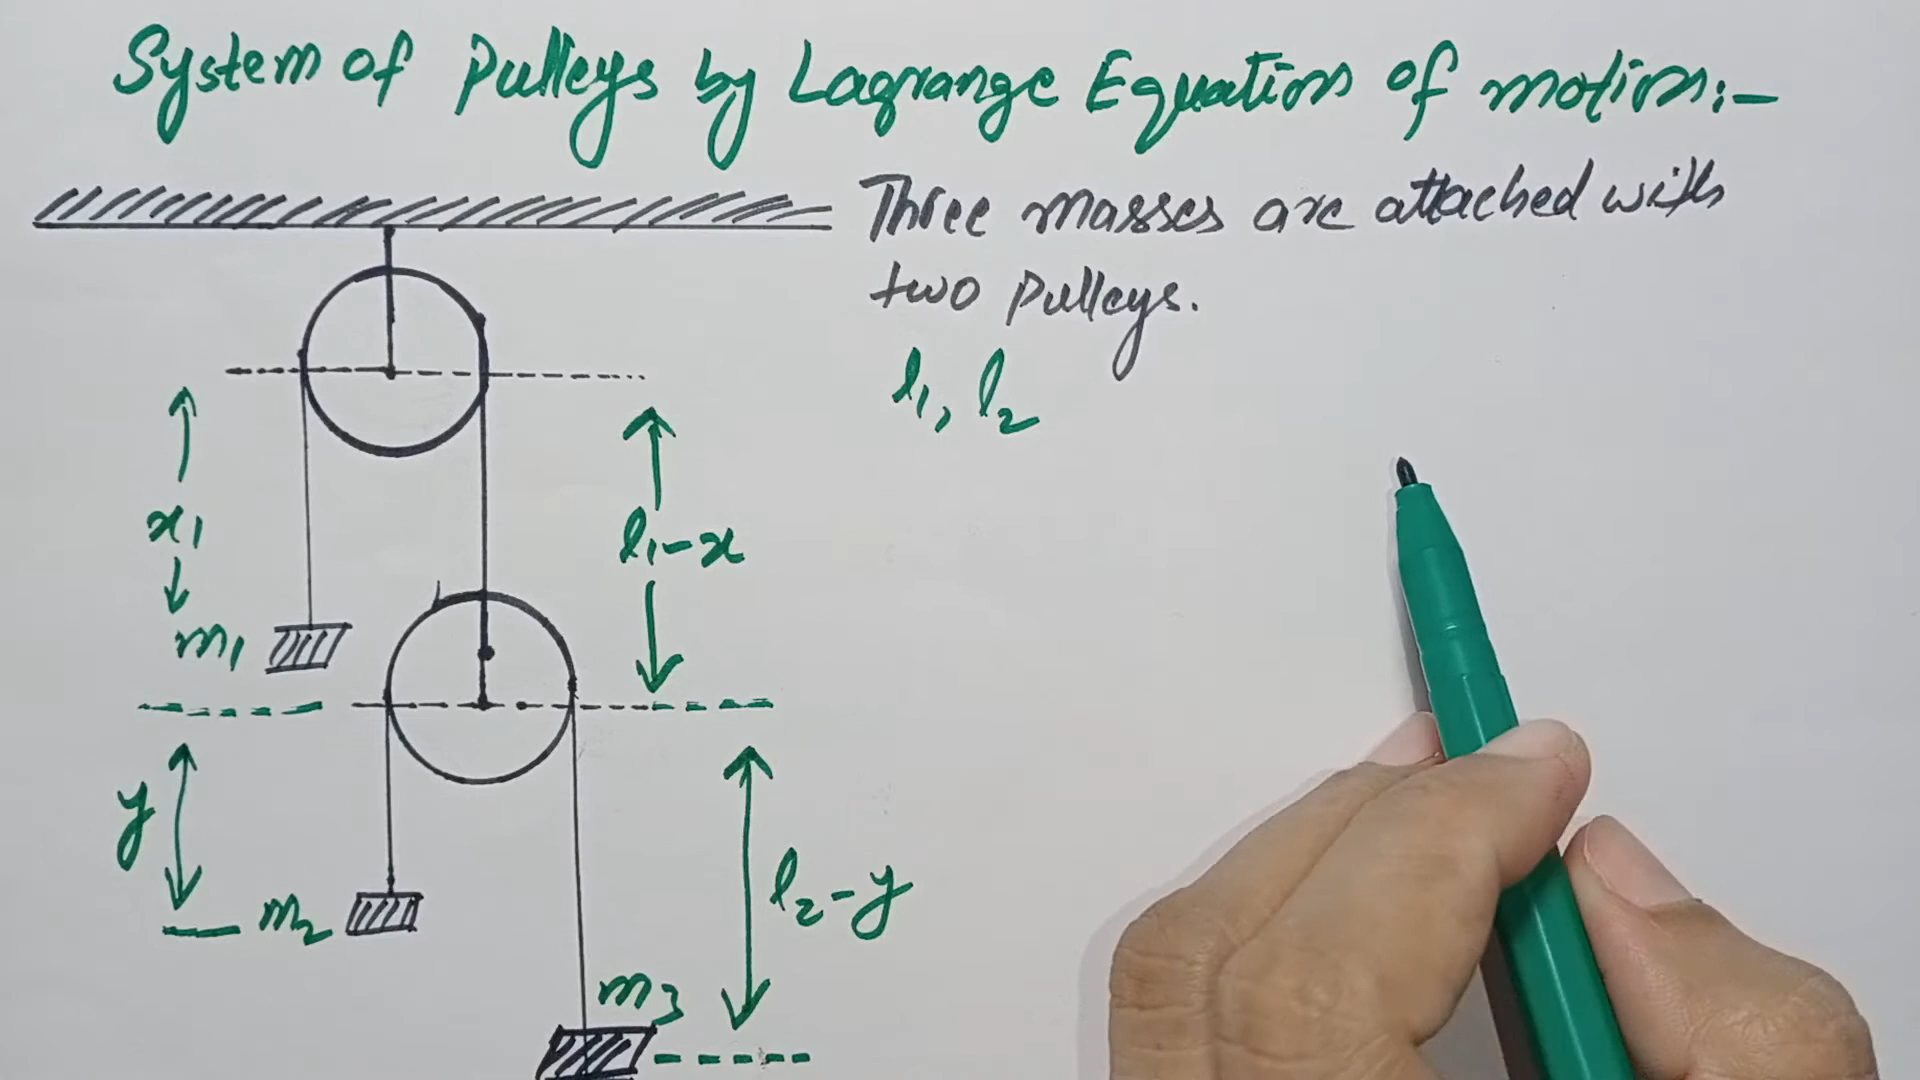 System of Pulleys by Lagrange Equation of motion:-
Three masses are attached with
two Pulleys.
l₁, l₂
x₁
l₁-x
m₁
y
l₂-y
m₂
m₃